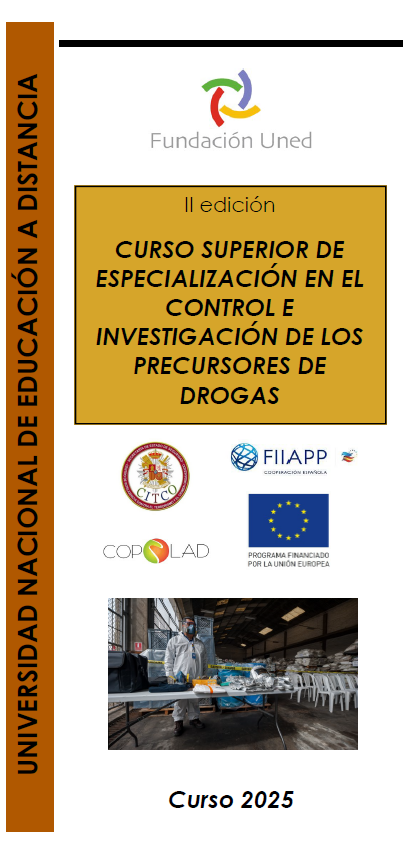 UNIVERSIDAD NACIONAL DE EDUCACIÓN A DISTANCIA
Fundación Uned
II edición
CURSO SUPERIOR DE
ESPECIALIZACIÓN EN EL
CONTROL E
INVESTIGACIÓN DE LOS
PRECURSORES DE
DROGAS
CITCO
FIIAPP
COOPERACIÓN ESPAÑOLA
COPOLAD
PROGRAMA FINANCIADO
POR LA UNIÓN EUROPEA
Curso 2025